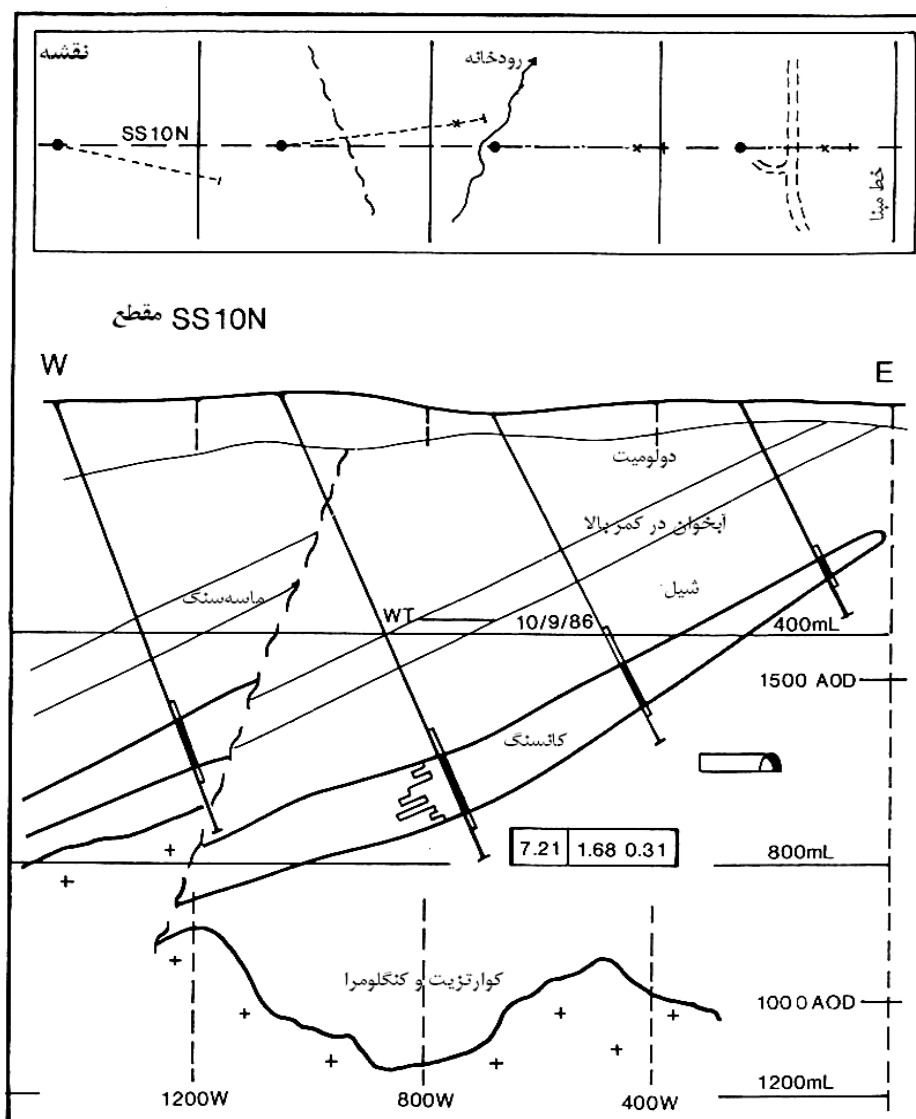 نقشه
رودخانه
SS10N
خط مبنا
مقطع SS10N
W
E
دولومیت
آبخوان در کمر بالا
شیل
ماسه‌سنگ
WT
10/9/86
400mL
1500 AOD
کانسنگ
7.21 1.68 0.31
800mL
کوارتزیت و کنگلومرا
1000 AOD
1200W
800W
400W
1200mL